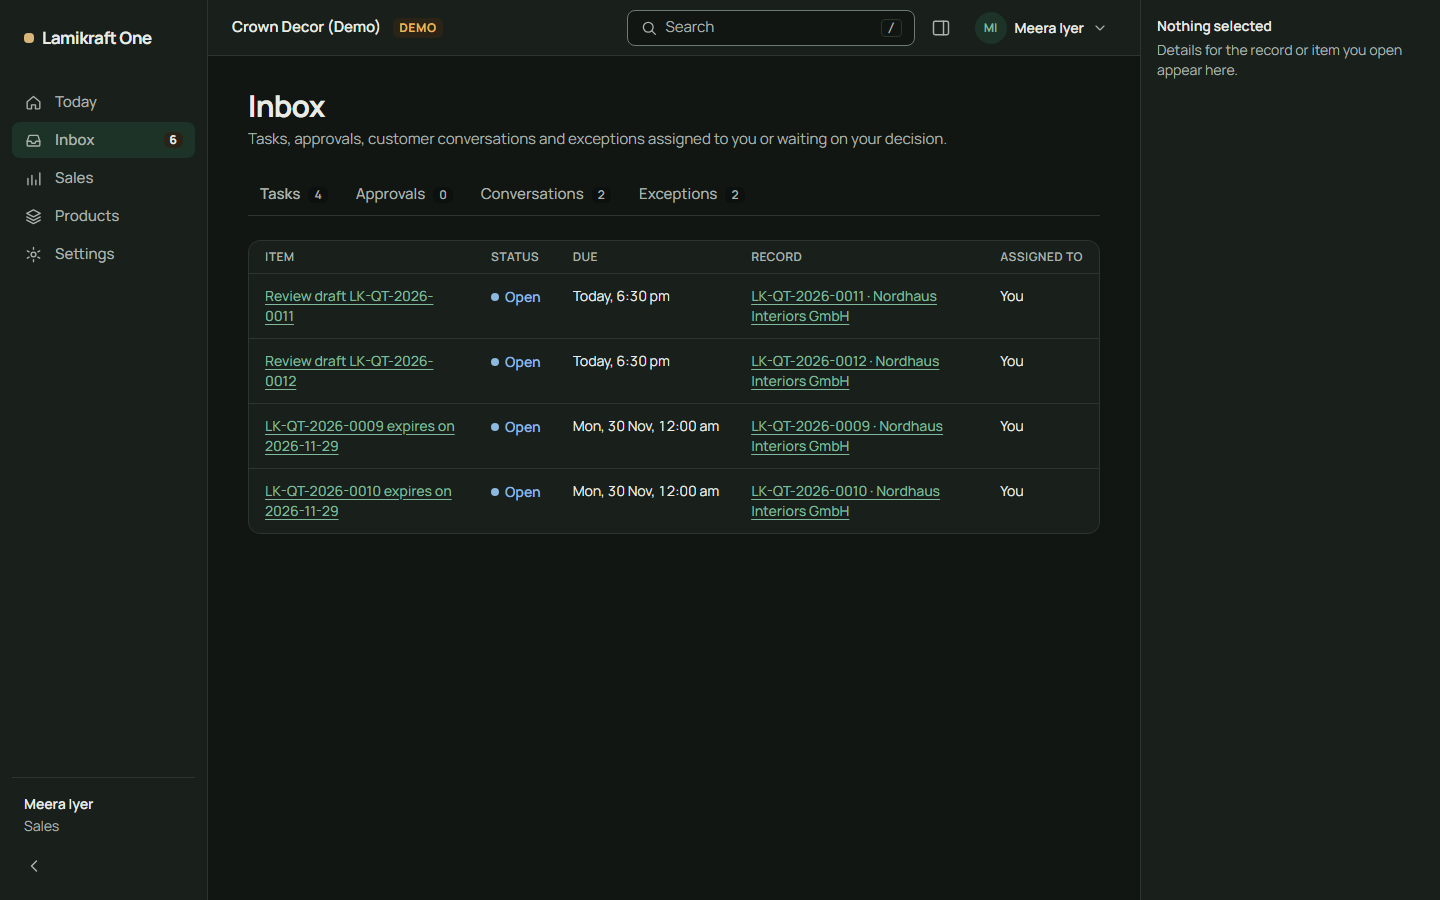 Lamikraft One
Today
Inbox 6
Sales
Products
Settings
Meera Iyer
Sales
Crown Decor (Demo) DEMO
Search /
MI Meera Iyer
Inbox
Tasks, approvals, customer conversations and exceptions assigned to you or waiting on your decision.
Tasks 4 Approvals 0 Conversations 2 Exceptions 2
ITEM STATUS DUE RECORD ASSIGNED TO
Review draft LK-QT-2026- Open Today, 6:30 pm LK-QT-2026-0011 · Nordhaus You
0011 Interiors GmbH
Review draft LK-QT-2026- Open Today, 6:30 pm LK-QT-2026-0012 · Nordhaus You
0012 Interiors GmbH
LK-QT-2026-0009 expires on Open Mon, 30 Nov, 12:00 am LK-QT-2026-0009 · Nordhaus You
2026-11-29 Interiors GmbH
LK-QT-2026-0010 expires on Open Mon, 30 Nov, 12:00 am LK-QT-2026-0010 · Nordhaus You
2026-11-29 Interiors GmbH
Nothing selected
Details for the record or item you open
appear here.